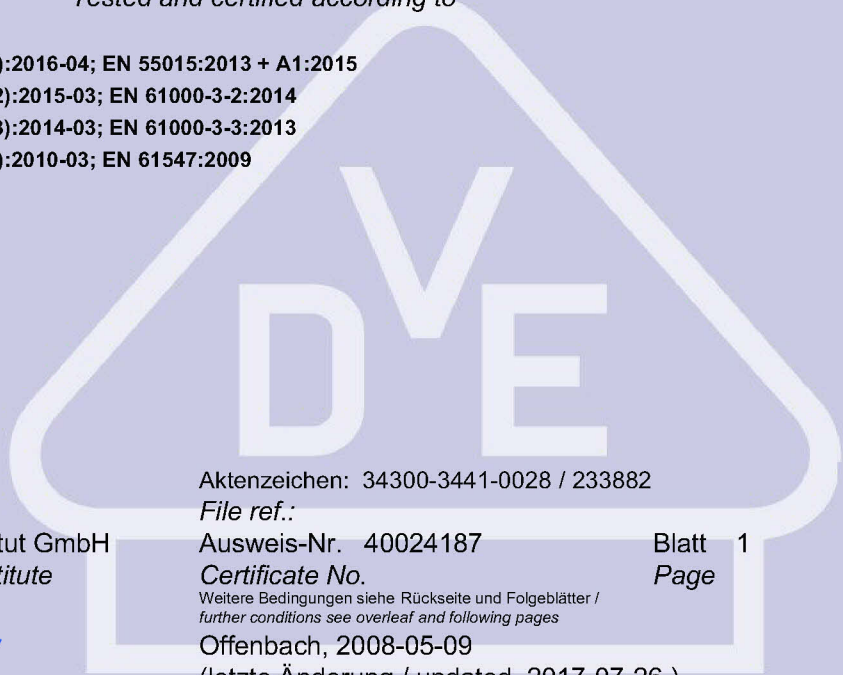 Tested and certified according to
):2016-04; EN 55015:2013 + A1:2015
2):2015-03; EN 61000-3-2:2014
3):2014-03; EN 61000-3-3:2013
):2010-03; EN 61547:2009
VDE
Aktenzeichen: 34300-3441-0028 / 233882
File ref.:
tut GmbH Ausweis-Nr. 40024187 Blatt 1
titute Certificate No. Page
Weitere Bedingungen siehe Rückseite und Folgeblätter /
further conditions see overleaf and following pages
Offenbach, 2008-05-09
(letzte Änderung / updated 2017-07-26 )